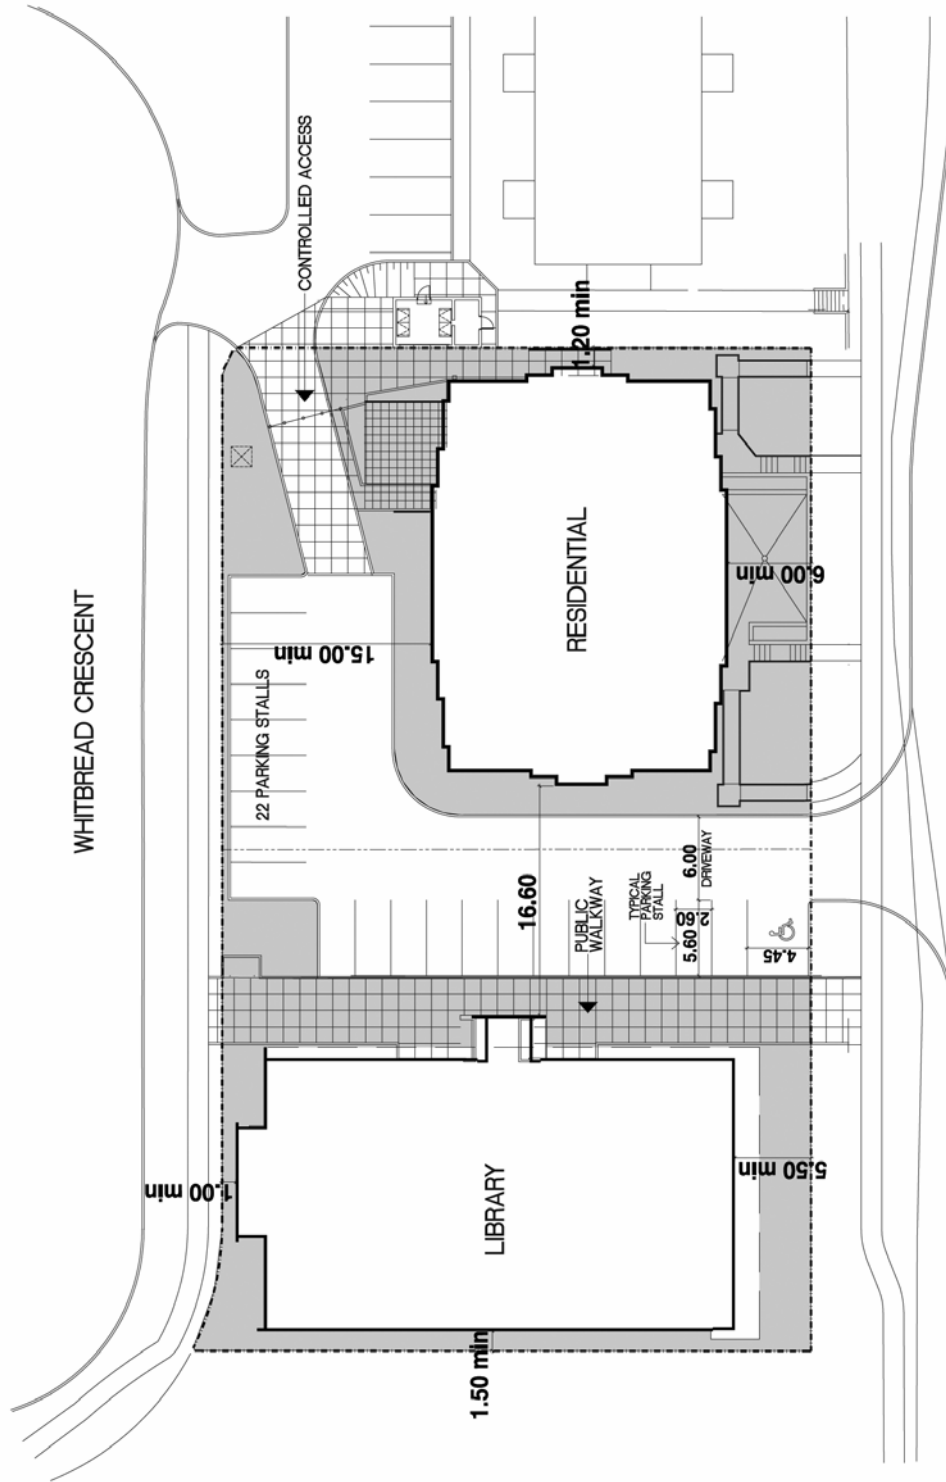 WHITBREAD CRESCENT
CONTROLLED ACCESS
1.20 min
22 PARKING STALLS
15.00 min
RESIDENTIAL
6.00 min
16.60
PUBLIC
WALKWAY
TYPICAL
PARKING
STALL
6.00
DRIVEWAY
2.60
5.60
4.45
LIBRARY
1.00 min
5.50 min
1.50 min